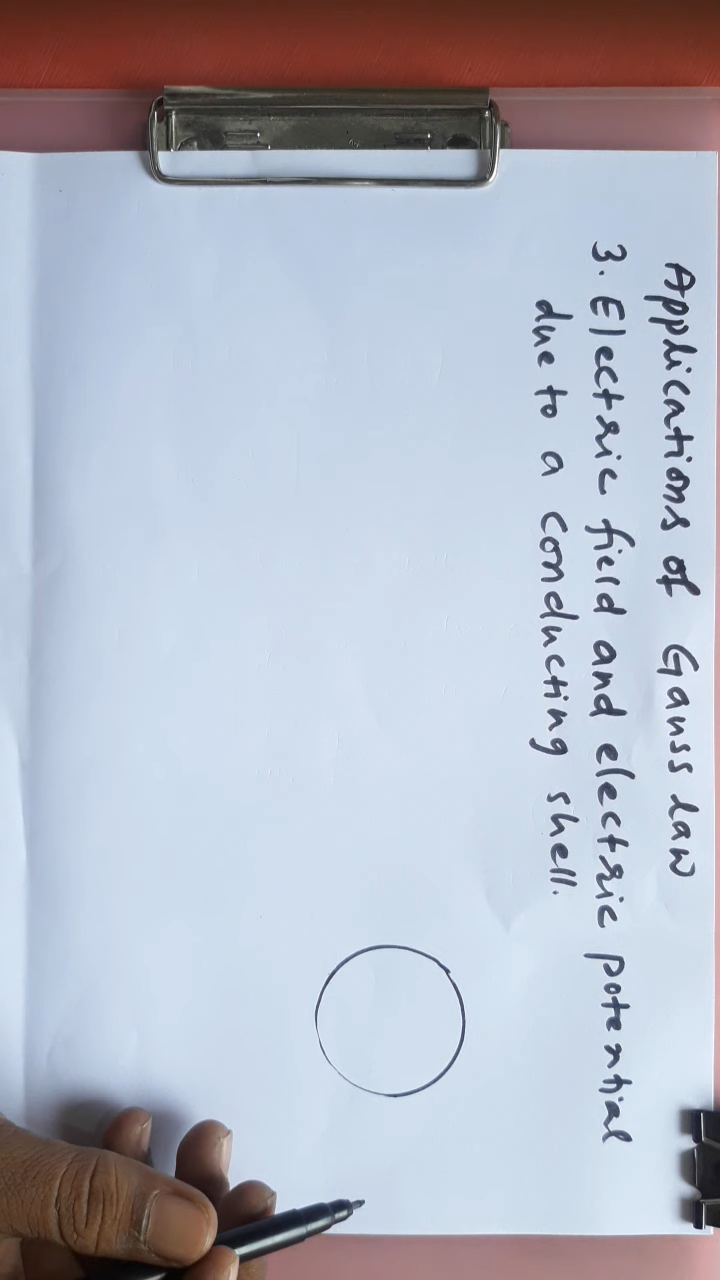 Applications of Gauss law
3. Electric field and electric potential
due to a conducting shell.